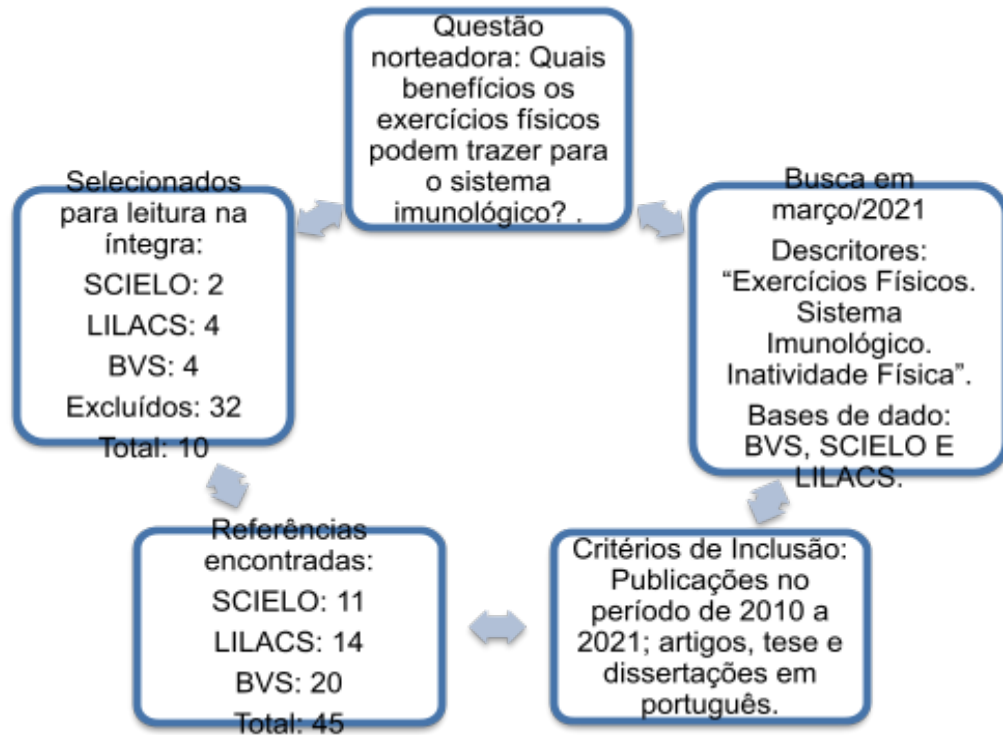 Questão
norteadora: Quais
benefícios os
exercícios físicos
podem trazer para
o sistema
imunológico? .
Busca em
março/2021
Descritores:
“Exercícios Físicos.
Sistema
Imunológico.
Inatividade Física”.
Bases de dado:
BVS, SCIELO E
LILACS.
Critérios de Inclusão:
Publicações no
período de 2010 a
2021; artigos, tese e
dissertações em
português.
Referências
encontradas:
SCIELO: 11
LILACS: 14
BVS: 20
Total: 45
Selecionados
para leitura na
íntegra:
SCIELO: 2
LILACS: 4
BVS: 4
Excluídos: 32
Total: 10